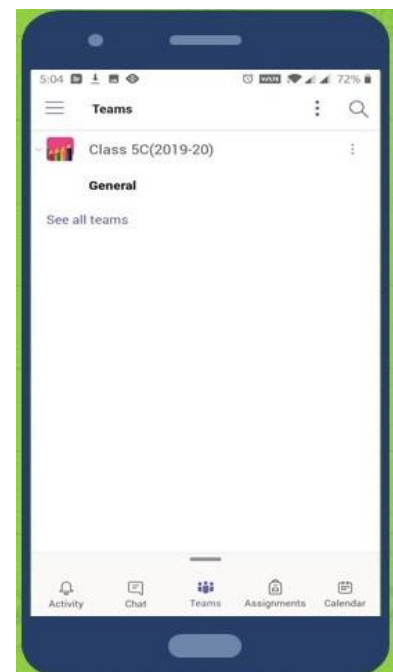 5:04 72%
Teams
Class 5C(2019-20)
General
See all teams
Activity Chat Teams Assignments Calendar